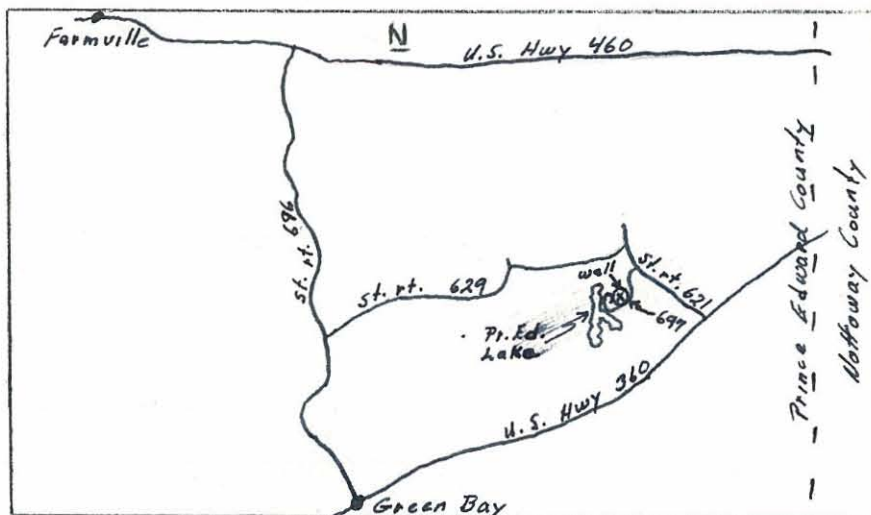 Farmville
N
U.S. Hwy 460
st. rt. 696
st. rt. 629
well
st. rt. 621
697
Pr. Ed.
Lake
U.S. Hwy 360
Green Bay
Prince Edward County
Nottoway County